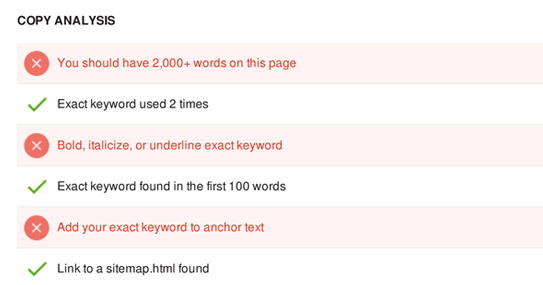 COPY ANALYSIS
You should have 2,000+ words on this page
Exact keyword used 2 times
Bold, italicize, or underline exact keyword
Exact keyword found in the first 100 words
Add your exact keyword to anchor text
Link to a sitemap.html found